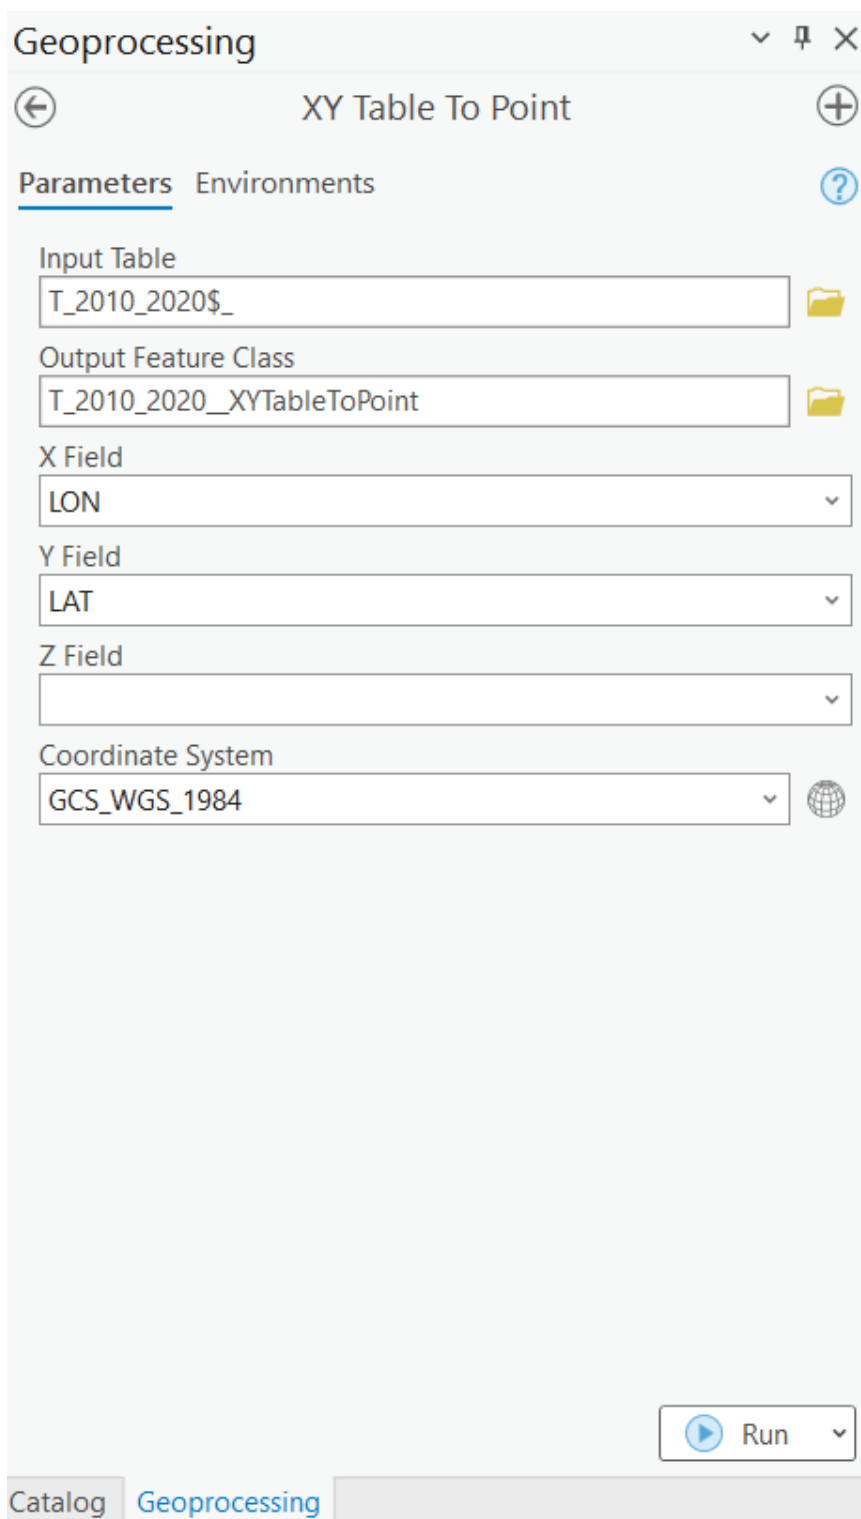 Geoprocessing
XY Table To Point
Parameters Environments
Input Table
T_2010_2020$_
Output Feature Class
T_2010_2020__XYTableToPoint
X Field
LON
Y Field
LAT
Z Field
Coordinate System
GCS_WGS_1984
Run
Catalog Geoprocessing